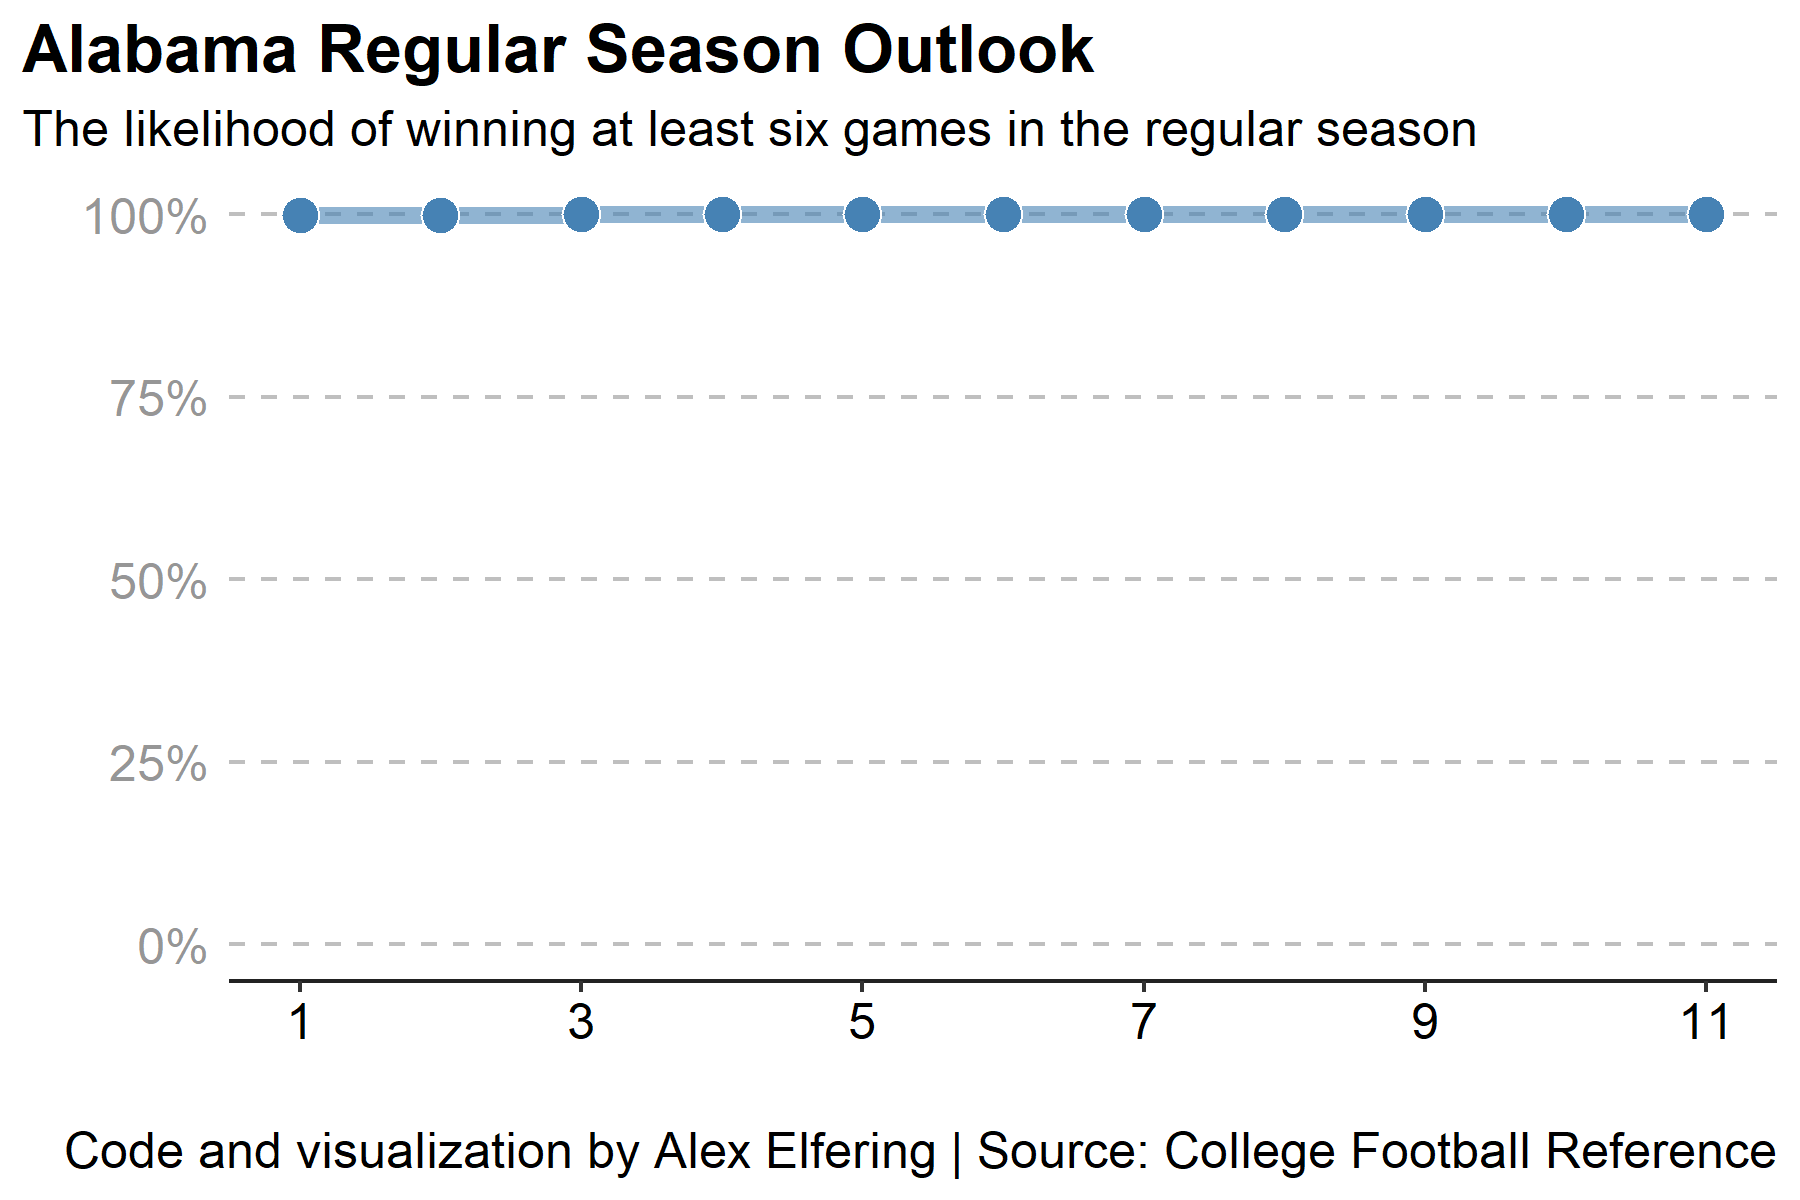 Alabama Regular Season Outlook
The likelihood of winning at least six games in the regular season
100%
75%
50%
25%
0%
1 3 5 7 9 11
Code and visualization by Alex Elfering | Source: College Football Reference